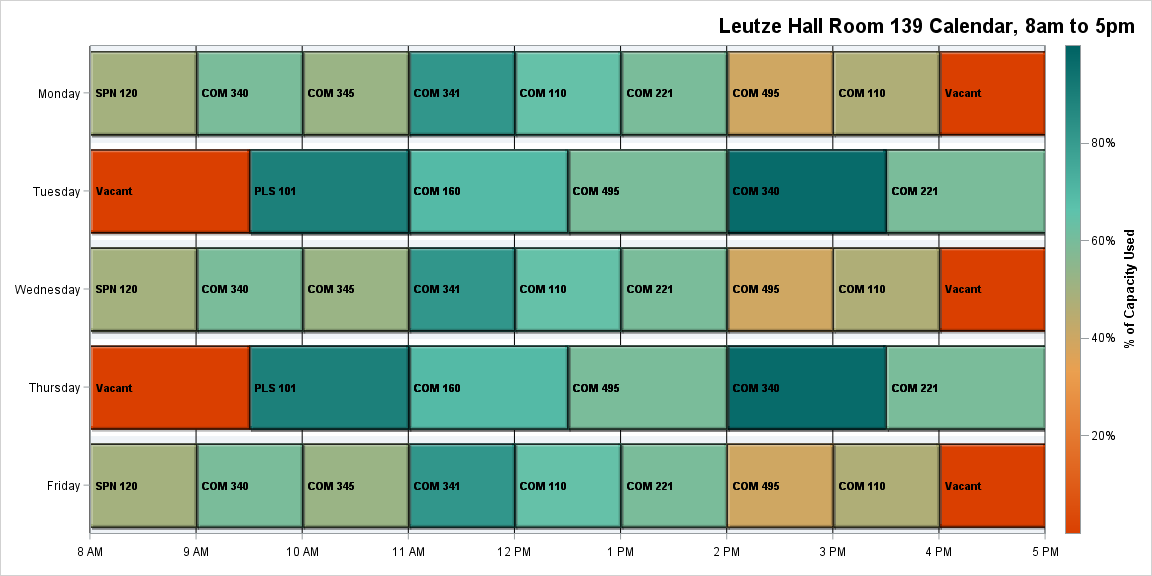 Leutze Hall Room 139 Calendar, 8am to 5pm
Monday
SPN 120
COM 340
COM 345
COM 341
COM 110
COM 221
COM 495
COM 110
Vacant
Tuesday
Vacant
PLS 101
COM 160
COM 495
COM 340
COM 221
Wednesday
SPN 120
COM 340
COM 345
COM 341
COM 110
COM 221
COM 495
COM 110
Vacant
Thursday
Vacant
PLS 101
COM 160
COM 495
COM 340
COM 221
Friday
SPN 120
COM 340
COM 345
COM 341
COM 110
COM 221
COM 495
COM 110
Vacant
8 AM
9 AM
10 AM
11 AM
12 PM
1 PM
2 PM
3 PM
4 PM
5 PM
80%
60%
40%
20%
% of Capacity Used